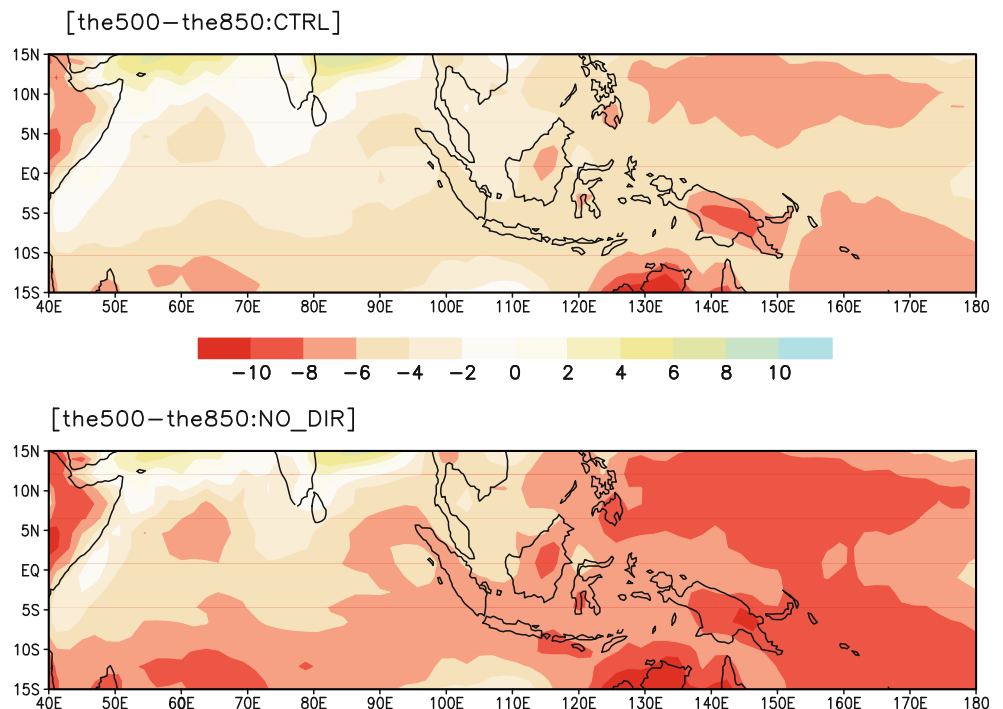 [the500−the850:CTRL]
15N
10N
5N
EQ
5S
10S
15S
40E 50E 60E 70E 80E 90E 100E 110E 120E 130E 140E 150E 160E 170E 180
−10 −8 −6 −4 −2 0 2 4 6 8 10
[the500−the850:NO_DIR]
15N
10N
5N
EQ
5S
10S
15S
40E 50E 60E 70E 80E 90E 100E 110E 120E 130E 140E 150E 160E 170E 180